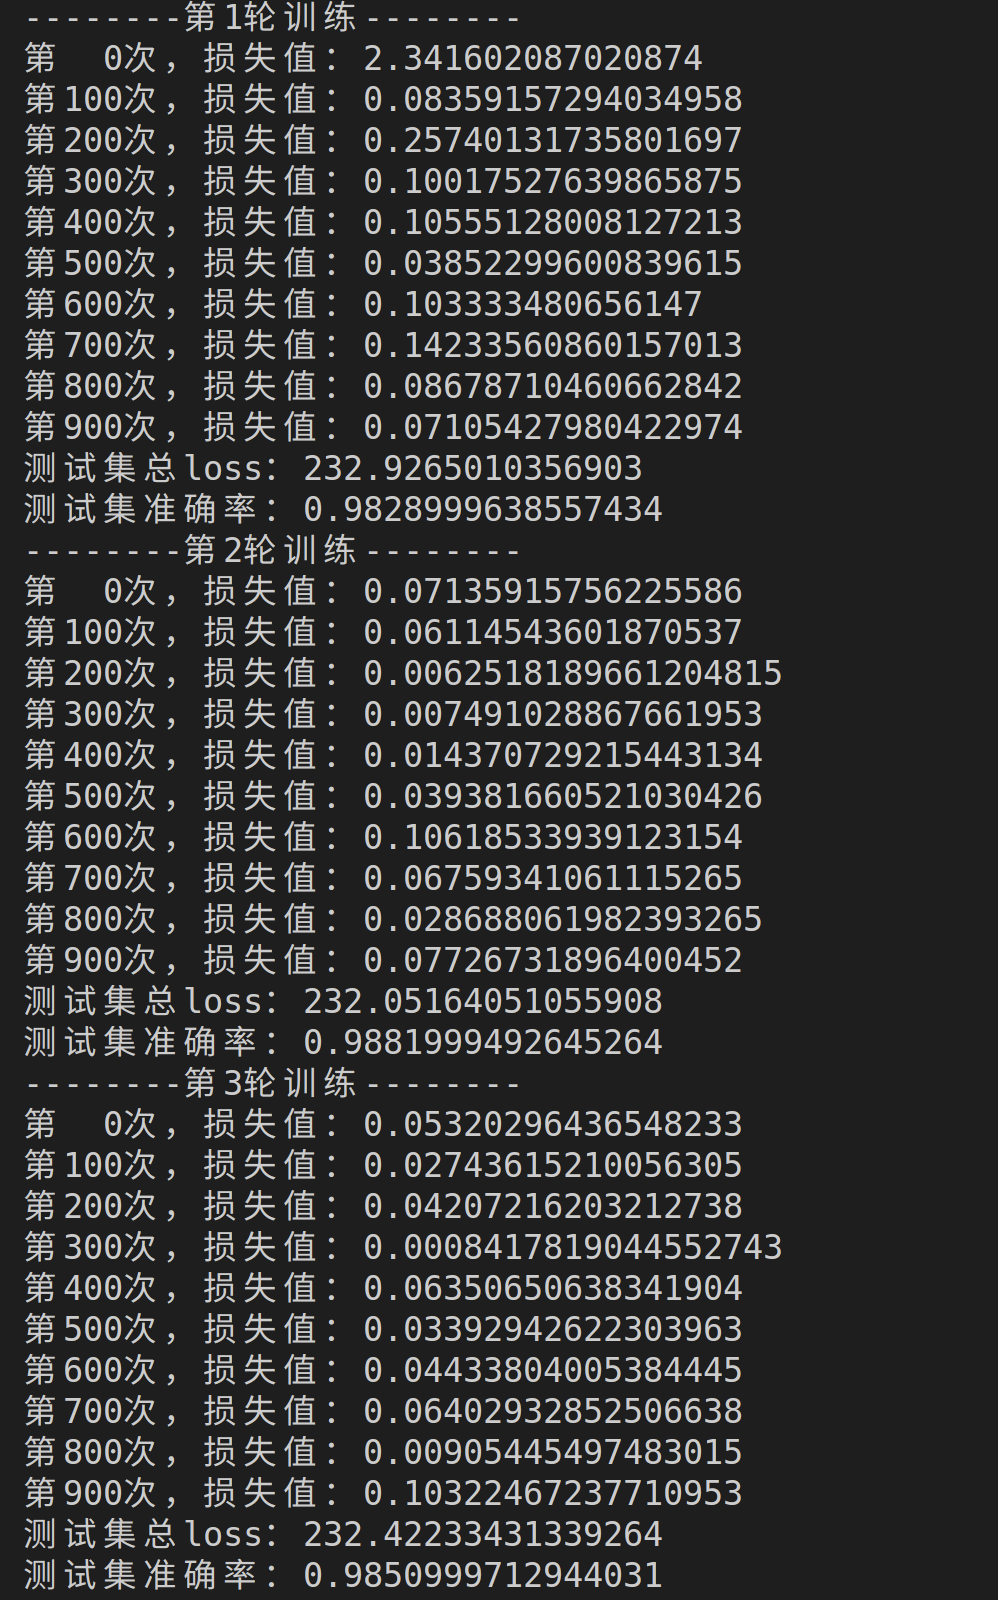 --------第1轮训练--------
第  0次，损失值：2.341602087020874
第100次，损失值：0.08359157294034958
第200次，损失值：0.25740131735801697
第300次，损失值：0.10017527639865875
第400次，损失值：0.10555128008127213
第500次，损失值：0.03852299600839615
第600次，损失值：0.103333480656147
第700次，损失值：0.14233560860157013
第800次，损失值：0.08678710460662842
第900次，损失值：0.07105427980422974
测试集总loss：232.9265010356903
测试集准确率：0.9828999638557434
--------第2轮训练--------
第  0次，损失值：0.07135915756225586
第100次，损失值：0.06114543601870537
第200次，损失值：0.0062518189661204815
第300次，损失值：0.007491028867661953
第400次，损失值：0.014370729215443134
第500次，损失值：0.039381660521030426
第600次，损失值：0.10618533939123154
第700次，损失值：0.06759341061115265
第800次，损失值：0.028688061982393265
第900次，损失值：0.07726731896400452
测试集总loss：232.05164051055908
测试集准确率：0.9881999492645264
--------第3轮训练--------
第  0次，损失值：0.05320296436548233
第100次，损失值：0.02743615210056305
第200次，损失值：0.04207216203212738
第300次，损失值：0.0008417819044552743
第400次，损失值：0.06350650638341904
第500次，损失值：0.03392942622303963
第600次，损失值：0.04433804005384445
第700次，损失值：0.06402932852506638
第800次，损失值：0.00905445497483015
第900次，损失值：0.10322467237710953
测试集总loss：232.42233431339264
测试集准确率：0.9850999712944031